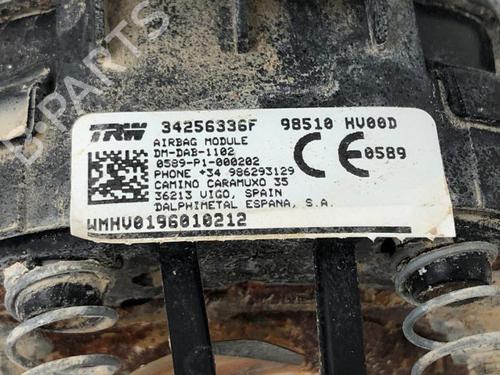 TRW 34256336F 98510 HV00D
AIRBAG MODULE
DM-DAB-1102
0589-P1-000202
PHONE +34 986293129
CAMINO CARAMUXO 35
36213 VIGO, SPAIN
DALPHIMETAL ESPANA, S.A.
CE 0589
WMHV0196010212
B-PARTS